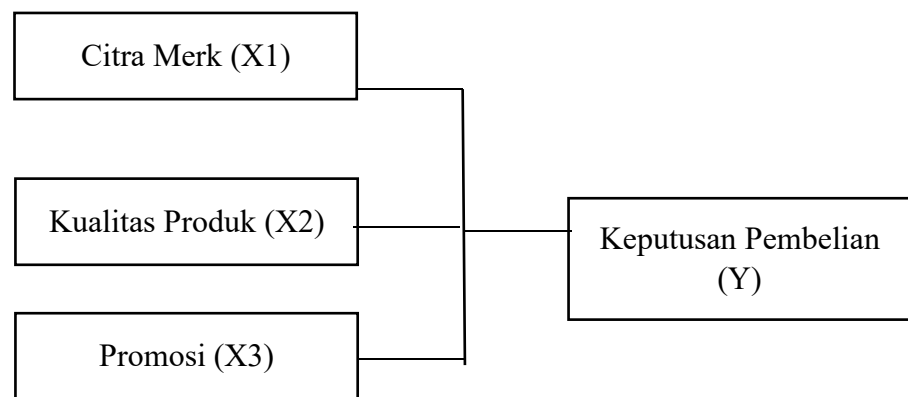 Citra Merk (X1)
Kualitas Produk (X2)
Keputusan Pembelian
(Y)
Promosi (X3)